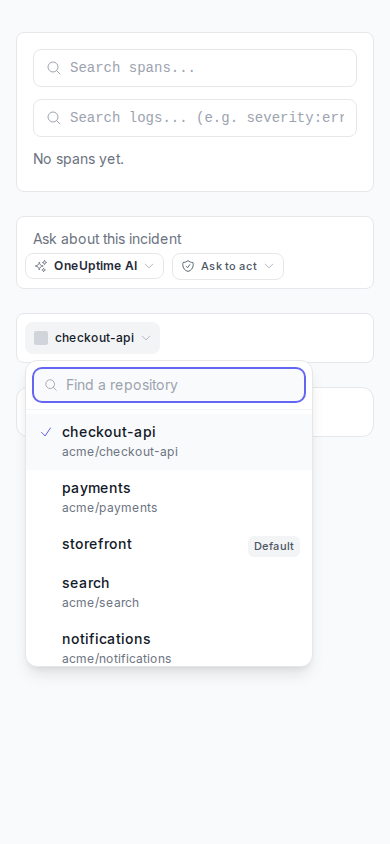 Search spans...
Search logs... (e.g. severity:err
No spans yet.
Ask about this incident
OneUptime AI
Ask to act
checkout-api
Find a repository
checkout-api
acme/checkout-api
payments
acme/payments
storefront
Default
search
acme/search
notifications
acme/notifications